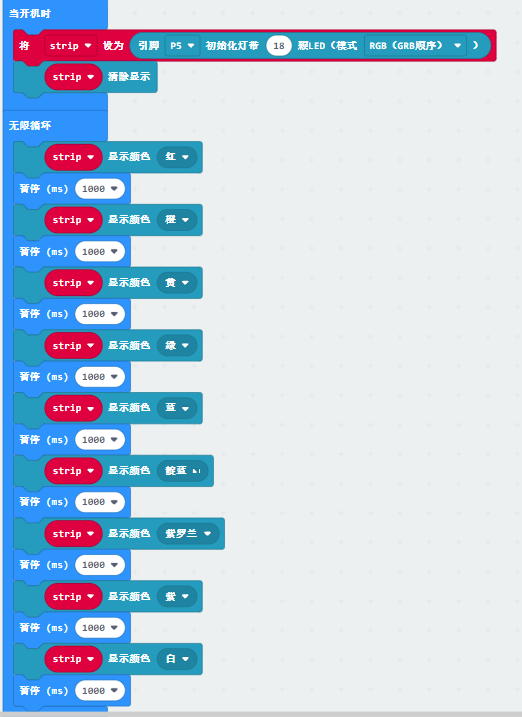 当开机时
将 strip 设为 引脚 P5 初始化灯带 18 颗LED (模式 RGB (GRB顺序) )
strip 清除显示
无限循环
strip 显示颜色 红
暂停 (ms) 1000
strip 显示颜色 橙
暂停 (ms) 1000
strip 显示颜色 黄
暂停 (ms) 1000
strip 显示颜色 绿
暂停 (ms) 1000
strip 显示颜色 蓝
暂停 (ms) 1000
strip 显示颜色 靛蓝
暂停 (ms) 1000
strip 显示颜色 紫罗兰
暂停 (ms) 1000
strip 显示颜色 紫
暂停 (ms) 1000
strip 显示颜色 白
暂停 (ms) 1000